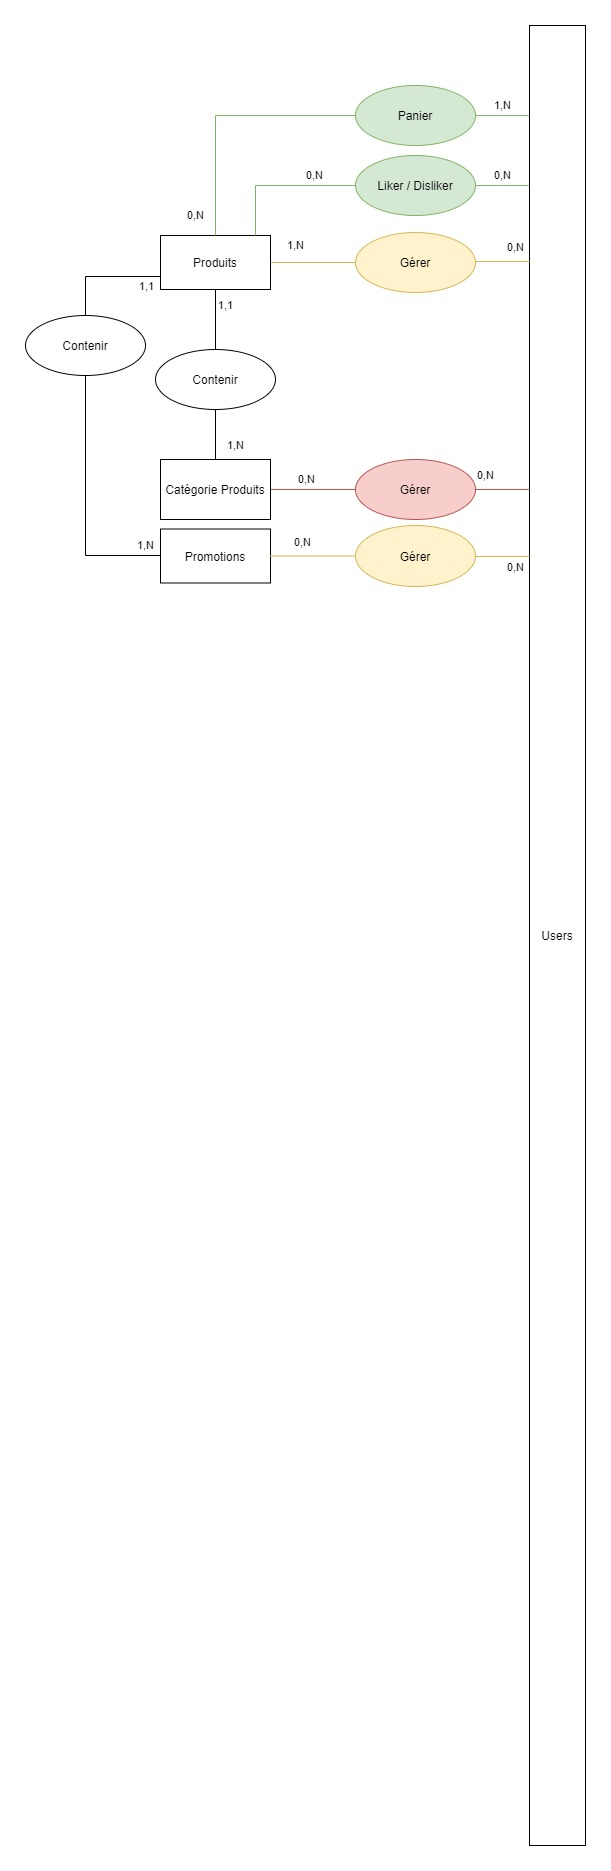 1,N
Panier
0,N
0,N
Liker / Disliker
0,N
1,N
0,N
Produits
Gérer
1,1
1,1
Contenir
Contenir
1,N
0,N
0,N
Catégorie Produits
Gérer
1,N
0,N
Promotions
Gérer
0,N
Users